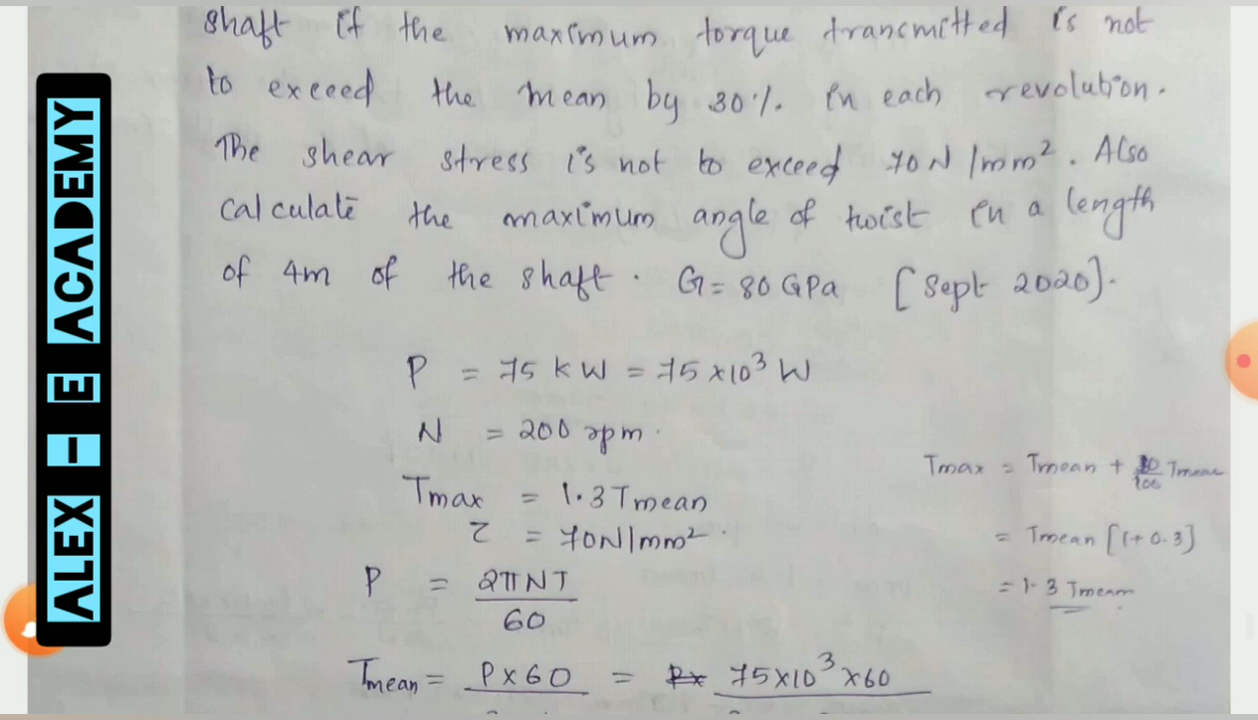 shaft if the maximum torque trancmitted is not
to exceed the mean by 30%. in each revolution.
The shear stress is not to exceed 70 N/mm². Also
calculate the maximum angle of twist in a length
of 4m of the shaft. G = 80 GPa [Sept 2020].
P = 75 kW = 75×10³ W
N = 200 rpm.
Tmax = Tmean + 30/100 Tmean
Tmax = 1.3 Tmean
τ = 70N/mm²
= Tmean [1+0.3]
= 1.3 Tmean
P = 2πNT/60
Tmean = P×60 = 75×10³×60
ALEX - E ACADEMY